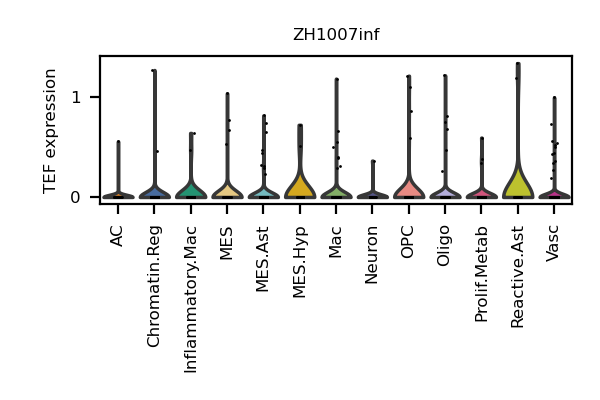 ZH1007inf
TEF expression
1
0
AC
Chromatin.Reg
Inflammatory.Mac
MES
MES.Ast
MES.Hyp
Mac
Neuron
OPC
Oligo
Prolif.Metab
Reactive.Ast
Vasc